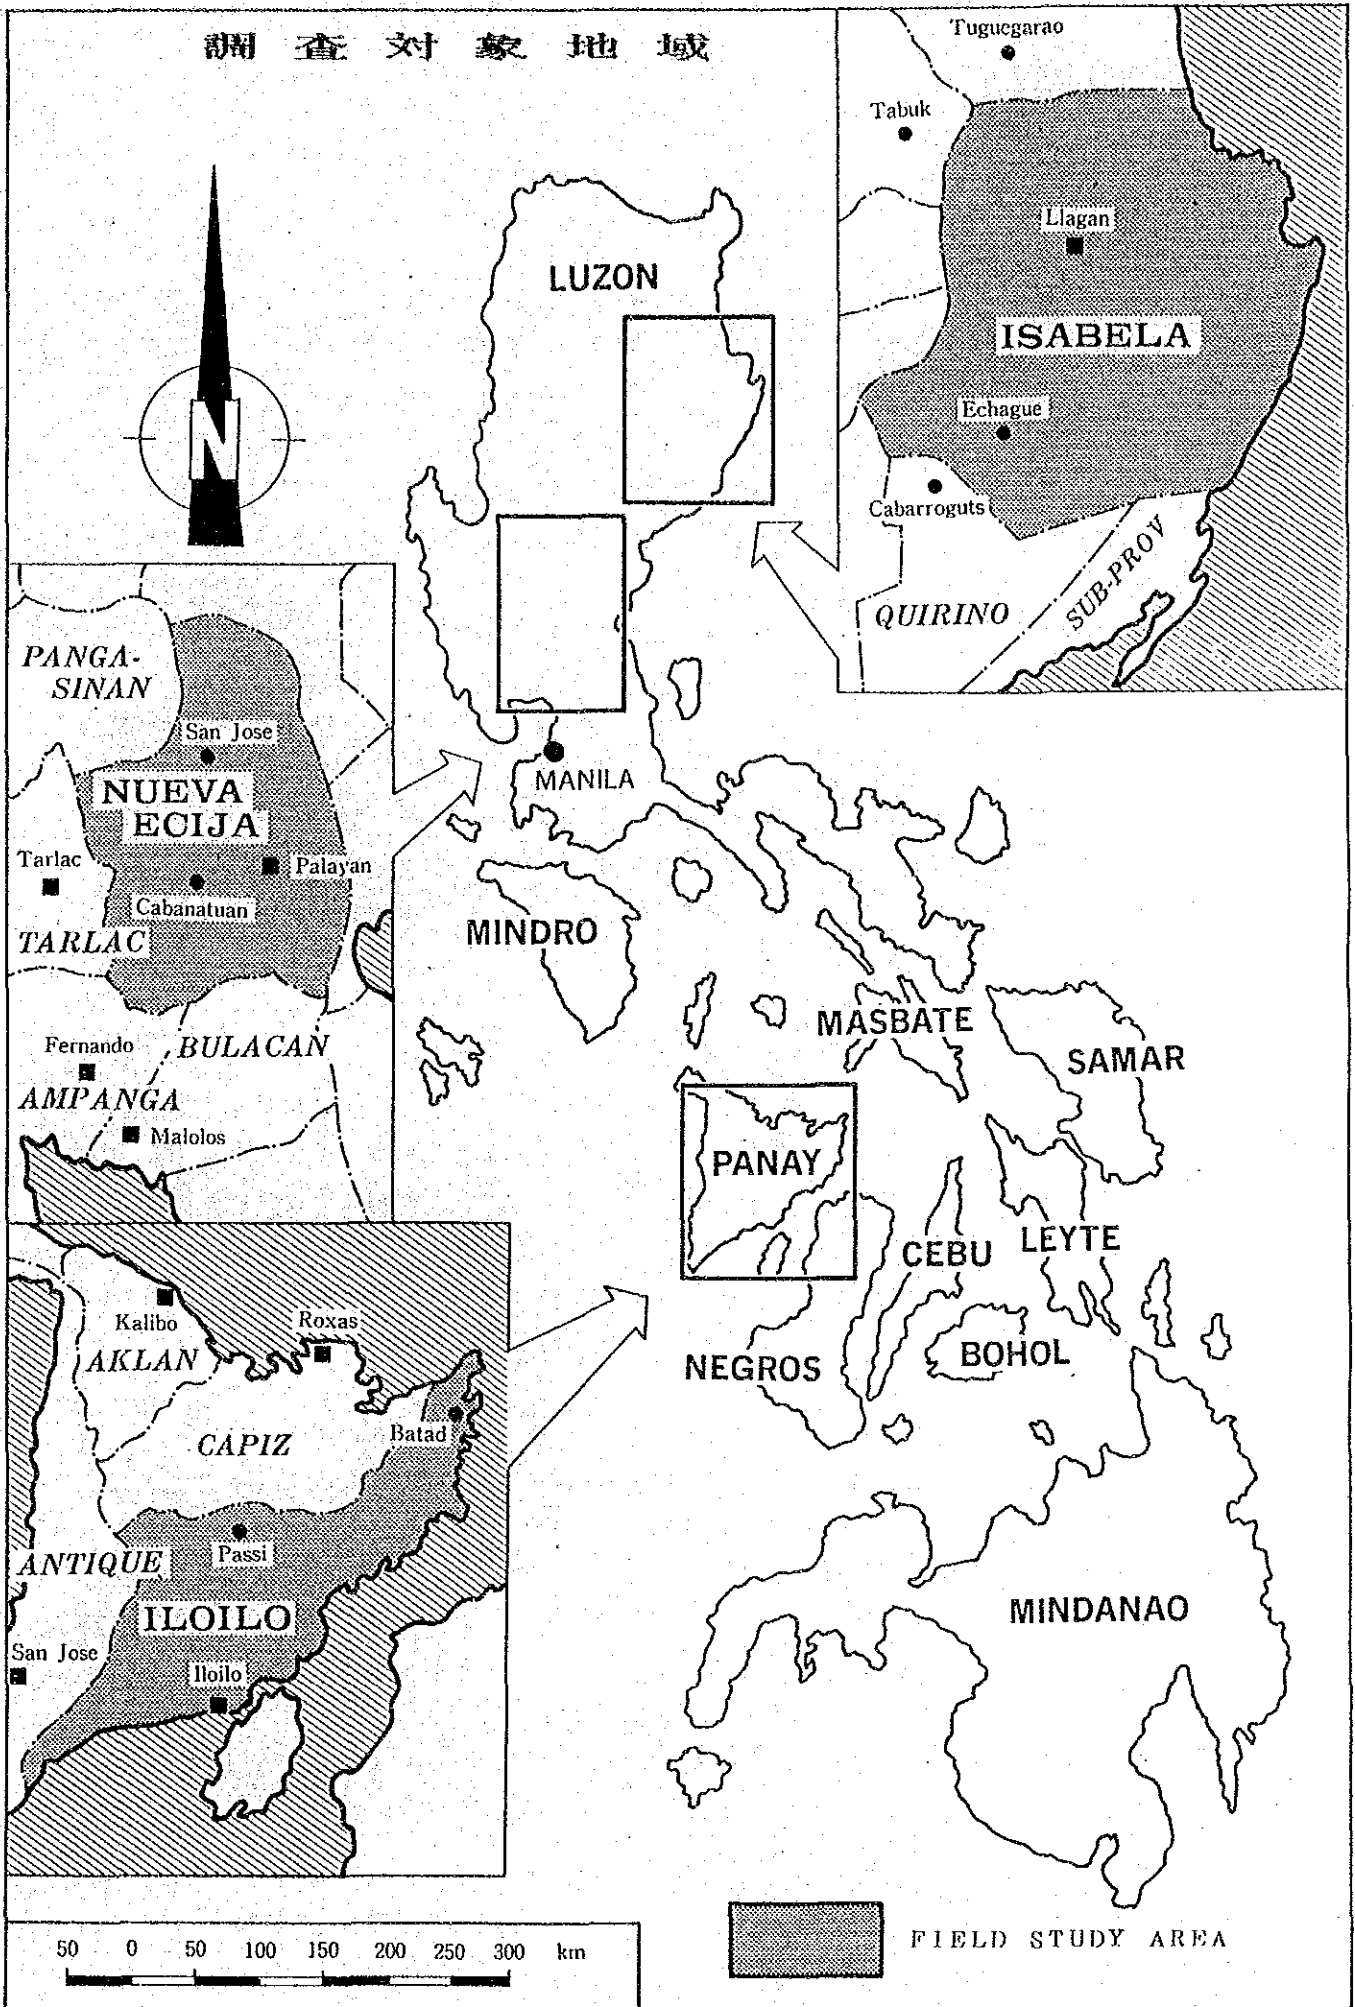 調査対象地域
Tuguegarao
Tabuk
Llagan
ISABELA
Echague
Cabarroguts
QUIRINO
SUB-PROV
LUZON
N
PANGA-
SINAN
San Jose
NUEVA
ECIJA
Tarlac
Palayan
Cabanatuan
TARLAC
Fernando
BULACAN
AMPANGA
Malolos
MANILA
MINDRO
MASBATE
SAMAR
PANAY
CEBU
LEYTE
NEGROS
BOHOL
MINDANAO
Kalibo
Roxas
AKLAN
Batad
CAPIZ
Passi
ANTIQUE
ILOILO
San Jose
Iloilo
50 0 50 100 150 200 250 300 km
FIELD STUDY AREA